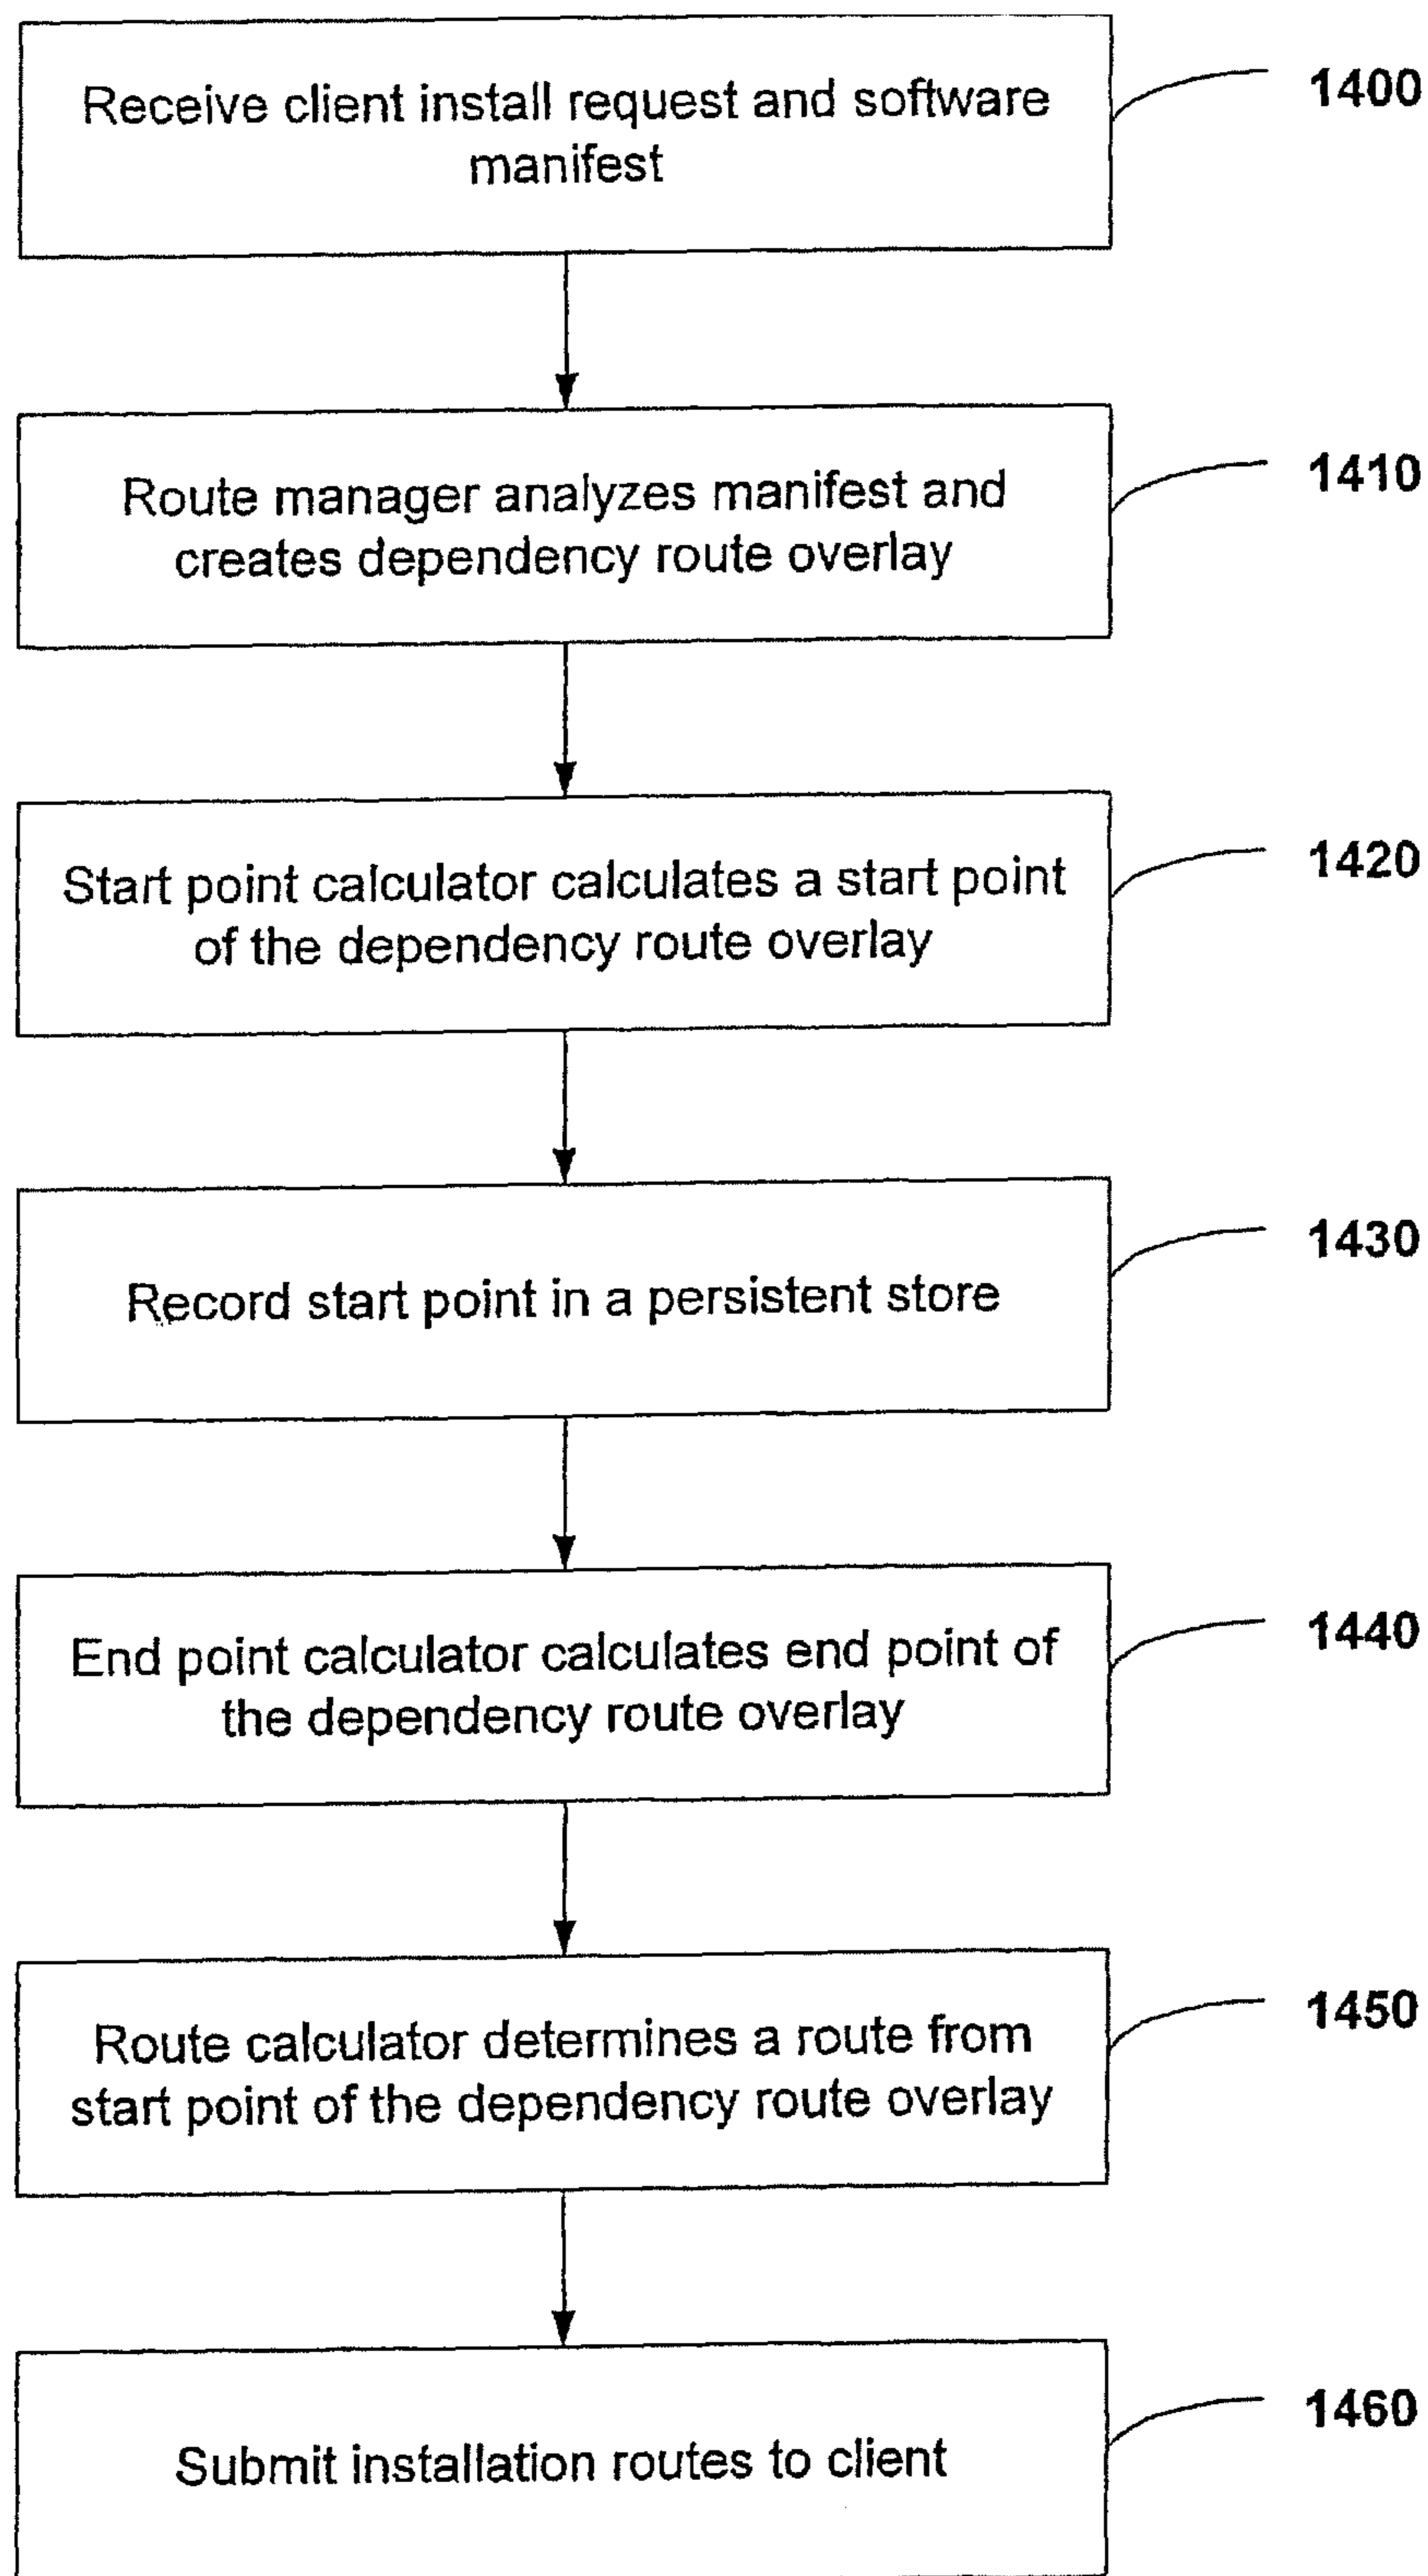 Receive client install request and software
manifest
1400
Route manager analyzes manifest and
creates dependency route overlay
1410
Start point calculator calculates a start point
of the dependency route overlay
1420
Record start point in a persistent store
1430
End point calculator calculates end point of
the dependency route overlay
1440
Route calculator determines a route from
start point of the dependency route overlay
1450
Submit installation routes to client
1460